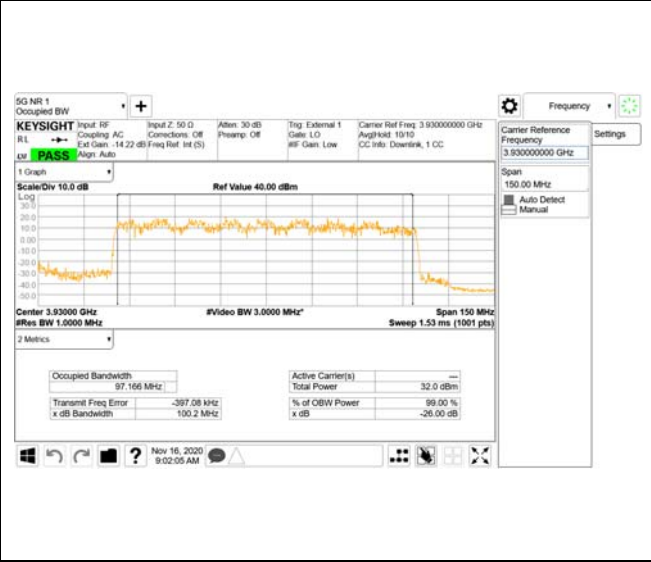 5G NR 1
Occupied BW
+
Frequency
KEYSIGHT
R L
PASS
Input: RF
Coupling: AC
Ext Gain: -14.22 dB
Align: Auto
Input Z: 50 Ω
Corrections: Off
Freq Ref: Int (S)
Atten: 30 dB
Preamp: Off
Trig: External 1
Gate: LO
#IF Gain: Low
Carrier Ref Freq: 3.930000000 GHz
Avg|Hold: 10/10
CC Info: Downlink, 1 CC
Carrier Reference
Frequency
3.930000000 GHz
Settings
Span
150.00 MHz
Auto Detect
Manual
1 Graph
Scale/Div 10.0 dB
Ref Value 40.00 dBm
Log
30.0
20.0
10.0
0.00
-10.0
-20.0
-30.0
-40.0
-50.0
Center 3.93000 GHz
#Video BW 3.0000 MHz*
Span 150 MHz
#Res BW 1.0000 MHz
Sweep 1.53 ms (1001 pts)
2 Metrics
Occupied Bandwidth
97.166 MHz
Transmit Freq Error -397.08 kHz
x dB Bandwidth 100.2 MHz
Active Carrier(s) —
Total Power 32.0 dBm
% of OBW Power 99.00 %
x dB -26.00 dB
?
Nov 16, 2020
9:02:05 AM